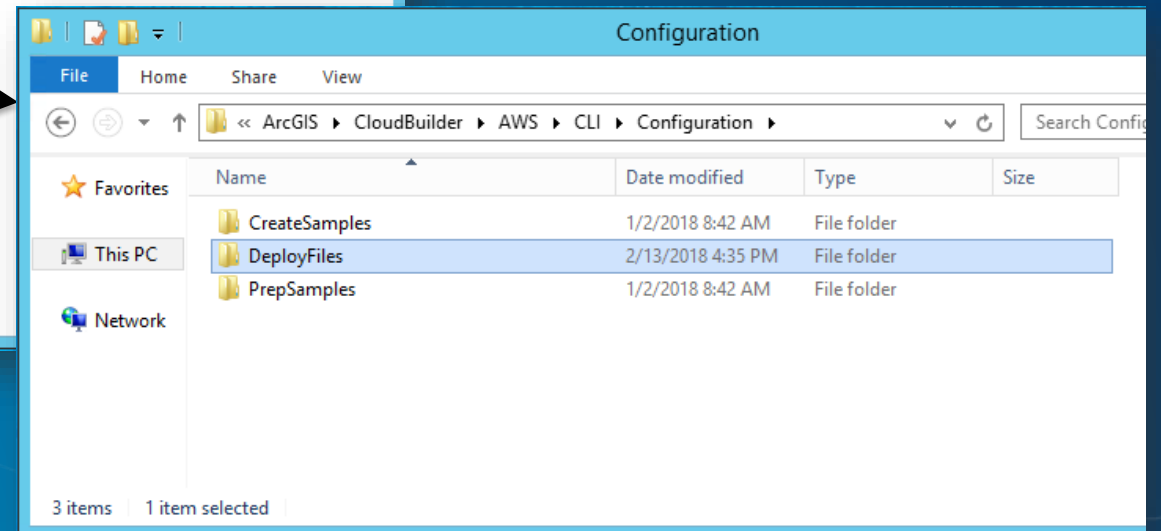 Configuration
File Home Share View
« ArcGIS CloudBuilder AWS CLI Configuration Search Config
Name Date modified Type Size
Favorites
CreateSamples 1/2/2018 8:42 AM File folder
This PC
DeployFiles 2/13/2018 4:35 PM File folder
PrepSamples 1/2/2018 8:42 AM File folder
Network
3 items 1 item selected